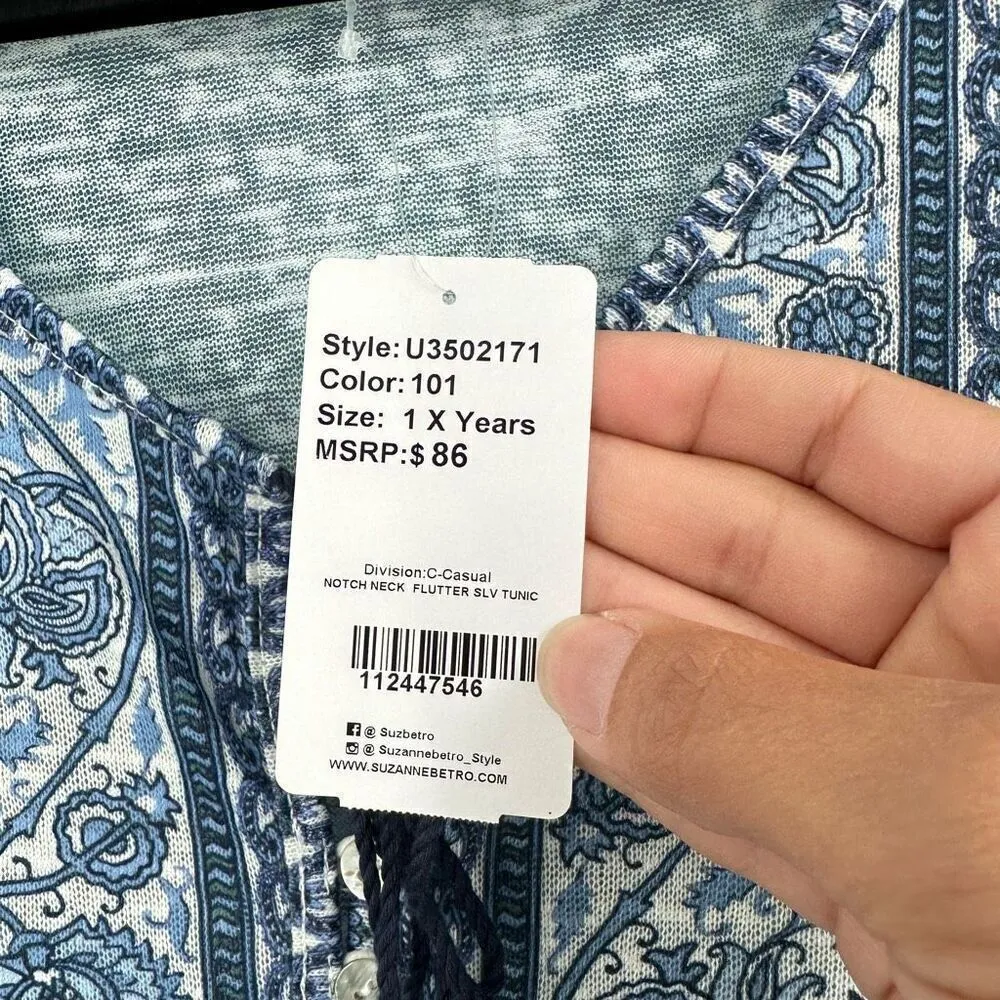 Style: U3502171
Color: 101
Size: 1 X Years
MSRP:$ 86
Division:C-Casual
NOTCH NECK FLUTTER SLV TUNIC
112447546
@ Suzbetro
@ Suzannebetro_Style
WWW.SUZANNEBETRO.COM